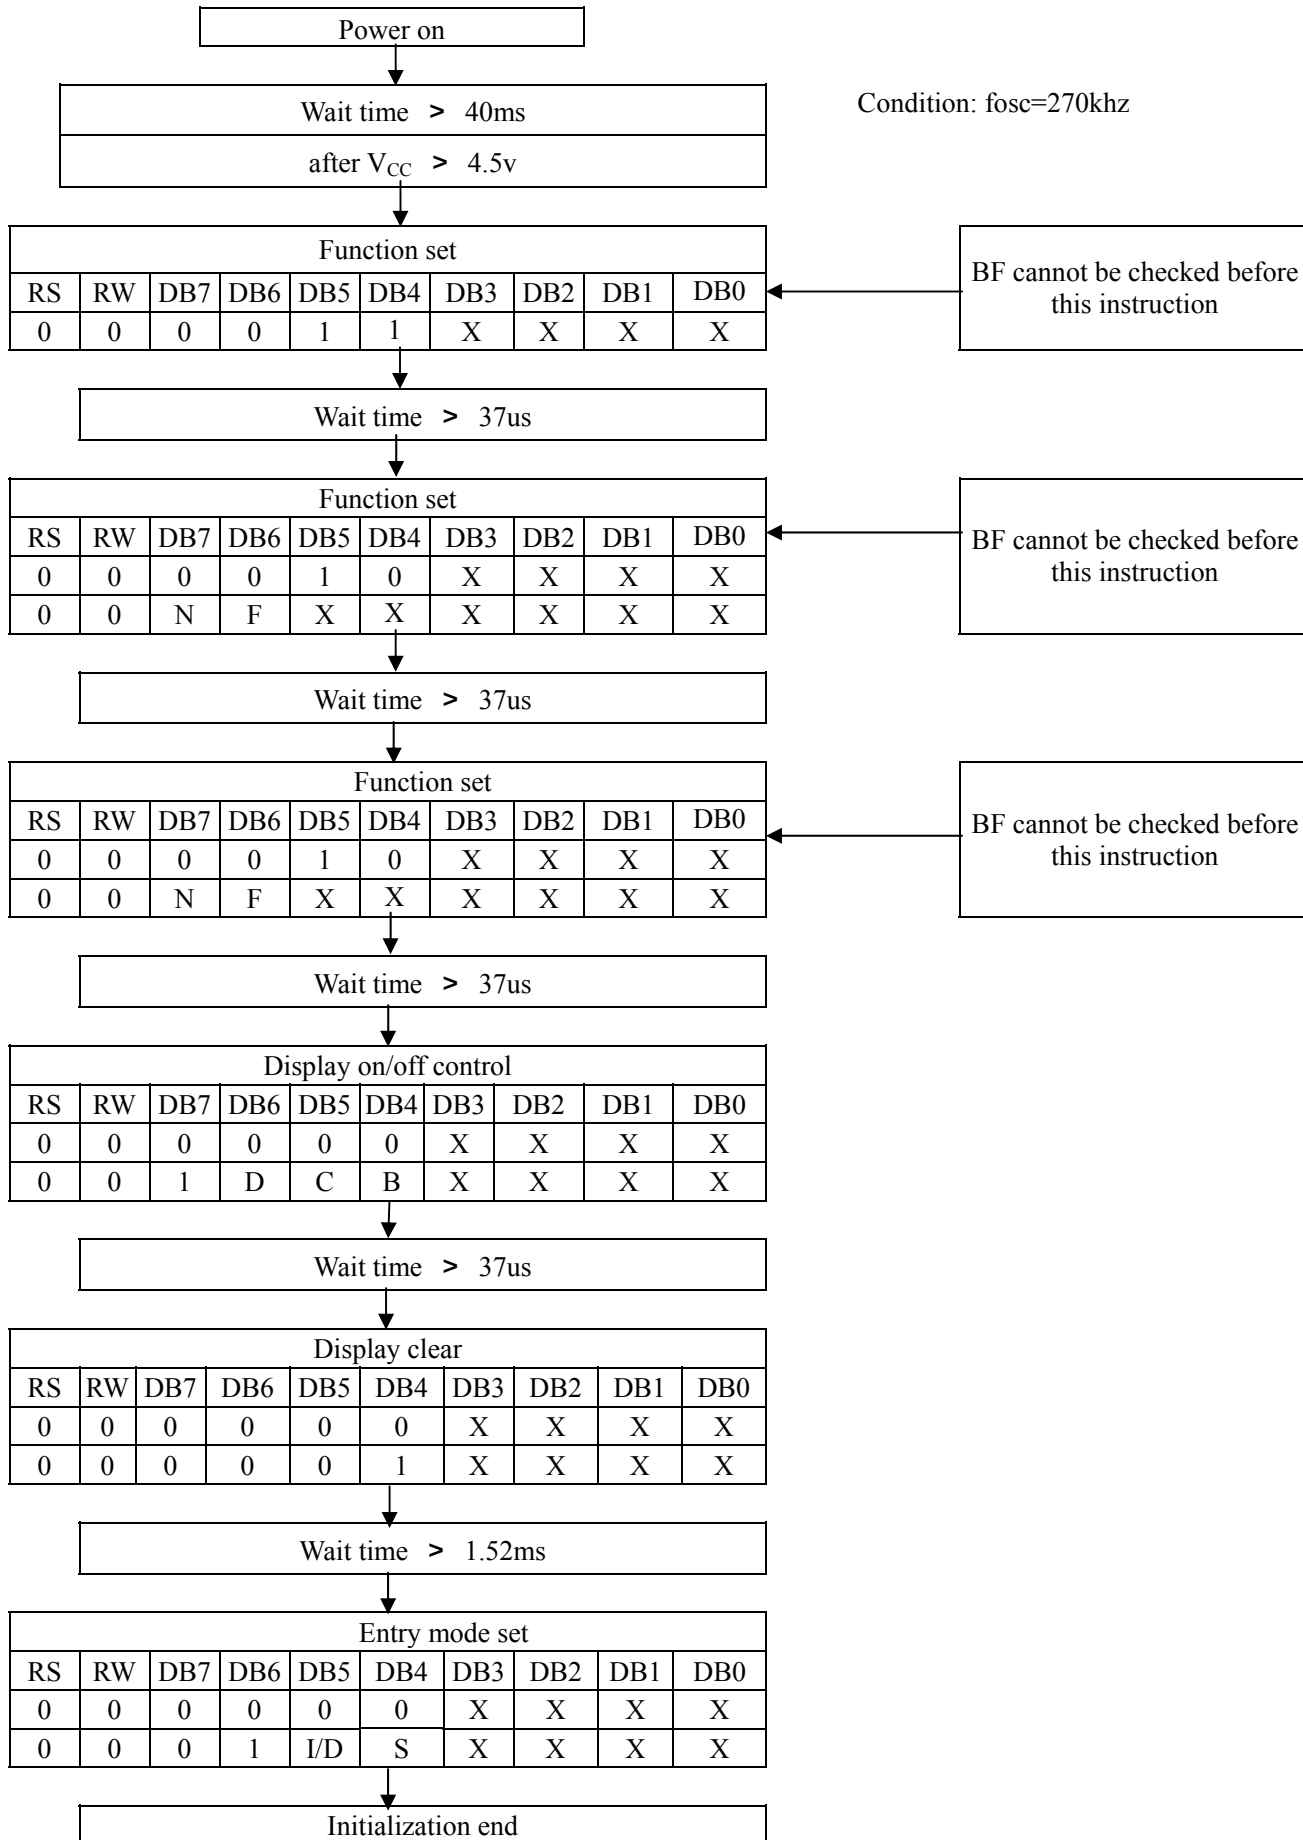 Power on
Wait time > 40ms
after VCC > 4.5v
Condition: fosc=270khz
Function set
RS RW DB7 DB6 DB5 DB4 DB3 DB2 DB1 DB0
0 0 0 0 1 1 X X X X
BF cannot be checked before
this instruction
Wait time > 37us
Function set
RS RW DB7 DB6 DB5 DB4 DB3 DB2 DB1 DB0
0 0 0 0 1 0 X X X X
0 0 N F X X X X X X
BF cannot be checked before
this instruction
Wait time > 37us
Function set
RS RW DB7 DB6 DB5 DB4 DB3 DB2 DB1 DB0
0 0 0 0 1 0 X X X X
0 0 N F X X X X X X
BF cannot be checked before
this instruction
Wait time > 37us
Display on/off control
RS RW DB7 DB6 DB5 DB4 DB3 DB2 DB1 DB0
0 0 0 0 0 0 X X X X
0 0 1 D C B X X X X
Wait time > 37us
Display clear
RS RW DB7 DB6 DB5 DB4 DB3 DB2 DB1 DB0
0 0 0 0 0 0 X X X X
0 0 0 0 0 1 X X X X
Wait time > 1.52ms
Entry mode set
RS RW DB7 DB6 DB5 DB4 DB3 DB2 DB1 DB0
0 0 0 0 0 0 X X X X
0 0 0 1 I/D S X X X X
Initialization end